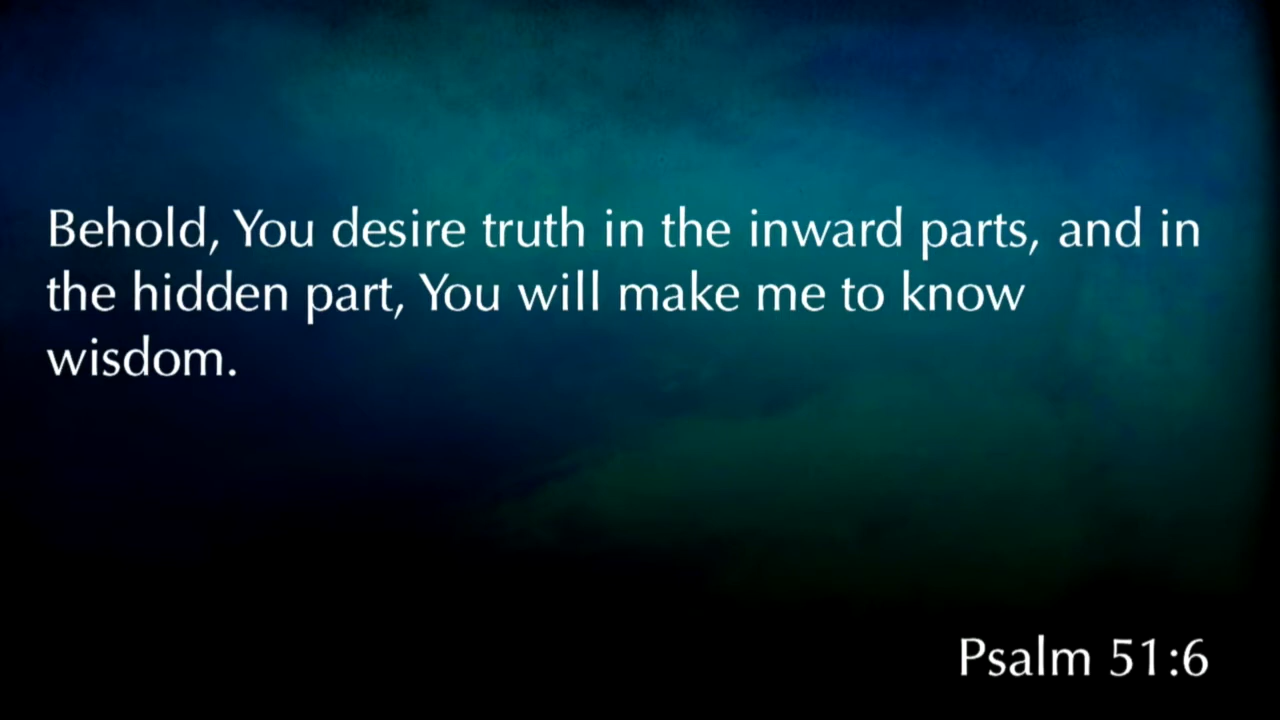 Behold, You desire truth in the inward parts, and in
the hidden part, You will make me to know
wisdom.
Psalm 51:6